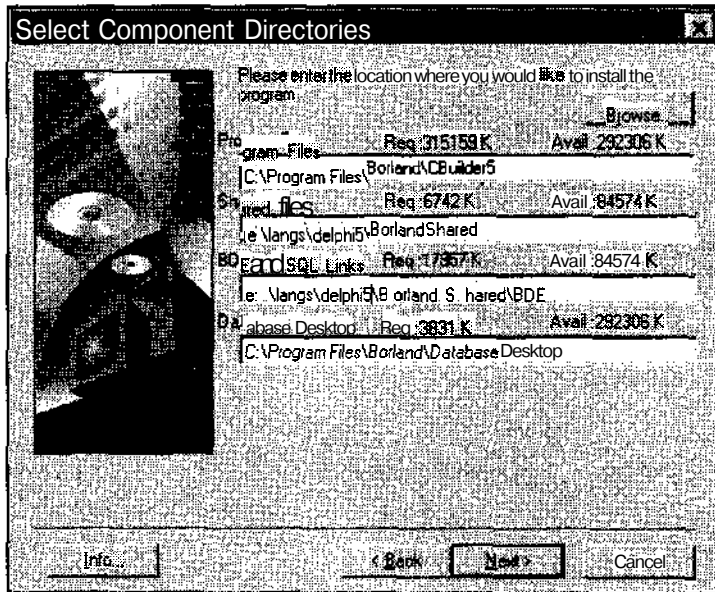 Select Component Directories
Please enter the location where you would like to install the
program
Browse...
Program Files Req :315159 K Avail :292306 K
C:\Program Files\Borland\CBuilder5
Shared files Req :6742 K Avail :84574 K
e:\langs\delphi5\Borland Shared
BDE and SQL Links Req :17357 K Avail :84574 K
e:\langs\delphi5\Borland Shared\BDE
Database Desktop Req :3831 K Avail :292306 K
C:\Program Files\Borland\Database Desktop
Info... < Back Next > Cancel